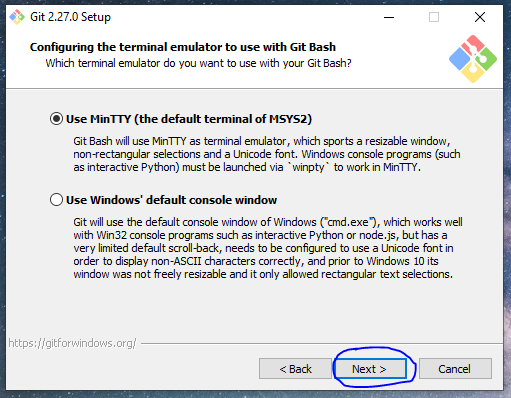 Git 2.27.0 Setup
Configuring the terminal emulator to use with Git Bash
Which terminal emulator do you want to use with your Git Bash?
Use MinTTY (the default terminal of MSYS2)
Git Bash will use MinTTY as terminal emulator, which sports a resizable window,
non-rectangular selections and a Unicode font. Windows console programs (such
as interactive Python) must be launched via `winpty` to work in MinTTY.
Use Windows' default console window
Git will use the default console window of Windows ("cmd.exe"), which works well
with Win32 console programs such as interactive Python or node.js, but has a
very limited default scroll-back, needs to be configured to use a Unicode font in
order to display non-ASCII characters correctly, and prior to Windows 10 its
window was not freely resizable and it only allowed rectangular text selections.
https://gitforwindows.org/
< Back
Next >
Cancel